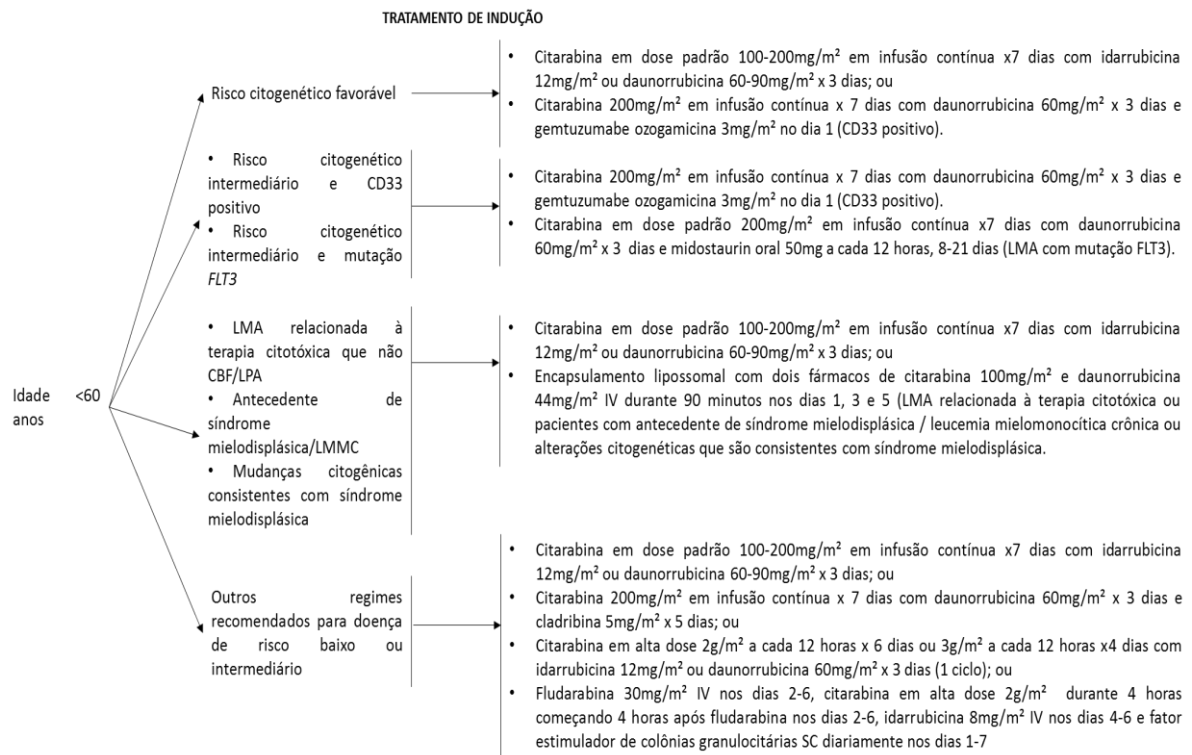 TRATAMENTO DE INDUÇÃO
Idade <60
anos
Risco citogenético favorável
• Citarabina em dose padrão 100-200mg/m² em infusão contínua x7 dias com idarrubicina
12mg/m² ou daunorrubicina 60-90mg/m² x 3 dias; ou
• Citarabina 200mg/m² em infusão contínua x 7 dias com daunorrubicina 60mg/m² x 3 dias e
gemtuzumabe ozogamicina 3mg/m² no dia 1 (CD33 positivo).
• Risco citogenético
intermediário e CD33
positivo
• Risco citogenético
intermediário e mutação
FLT3
• Citarabina 200mg/m² em infusão contínua x 7 dias com daunorrubicina 60mg/m² x 3 dias e
gemtuzumabe ozogamicina 3mg/m² no dia 1 (CD33 positivo).
• Citarabina em dose padrão 200mg/m² em infusão contínua x7 dias com daunorrubicina
60mg/m² x 3 dias e midostaurin oral 50mg a cada 12 horas, 8-21 dias (LMA com mutação FLT3).
• LMA relacionada à
terapia citotóxica que não
CBF/LPA
• Antecedente de
síndrome
mielodisplásica/LMMC
• Mudanças citogênicas
consistentes com síndrome
mielodisplásica
• Citarabina em dose padrão 100-200mg/m² em infusão contínua x7 dias com idarrubicina
12mg/m² ou daunorrubicina 60-90mg/m² x 3 dias; ou
• Encapsulamento lipossomal com dois fármacos de citarabina 100mg/m² e daunorrubicina
44mg/m² IV durante 90 minutos nos dias 1, 3 e 5 (LMA relacionada à terapia citotóxica ou
pacientes com antecedente de síndrome mielodisplásica / leucemia mielomonocítica crônica ou
alterações citogenéticas que são consistentes com síndrome mielodisplásica.
Outros regimes
recomendados para doença
de risco baixo ou
intermediário
• Citarabina em dose padrão 100-200mg/m² em infusão contínua x7 dias com idarrubicina
12mg/m² ou daunorrubicina 60-90mg/m² x 3 dias; ou
• Citarabina 200mg/m² em infusão contínua x 7 dias com daunorrubicina 60mg/m² x 3 dias e
cladribina 5mg/m² x 5 dias; ou
• Citarabina em alta dose 2g/m² a cada 12 horas x 6 dias ou 3g/m² a cada 12 horas x4 dias com
idarrubicina 12mg/m² ou daunorrubicina 60mg/m² x 3 dias (1 ciclo); ou
• Fludarabina 30mg/m² IV nos dias 2-6, citarabina em alta dose 2g/m² durante 4 horas
começando 4 horas após fludarabina nos dias 2-6, idarrubicina 8mg/m² IV nos dias 4-6 e fator
estimulador de colônias granulocitárias SC diariamente nos dias 1-7